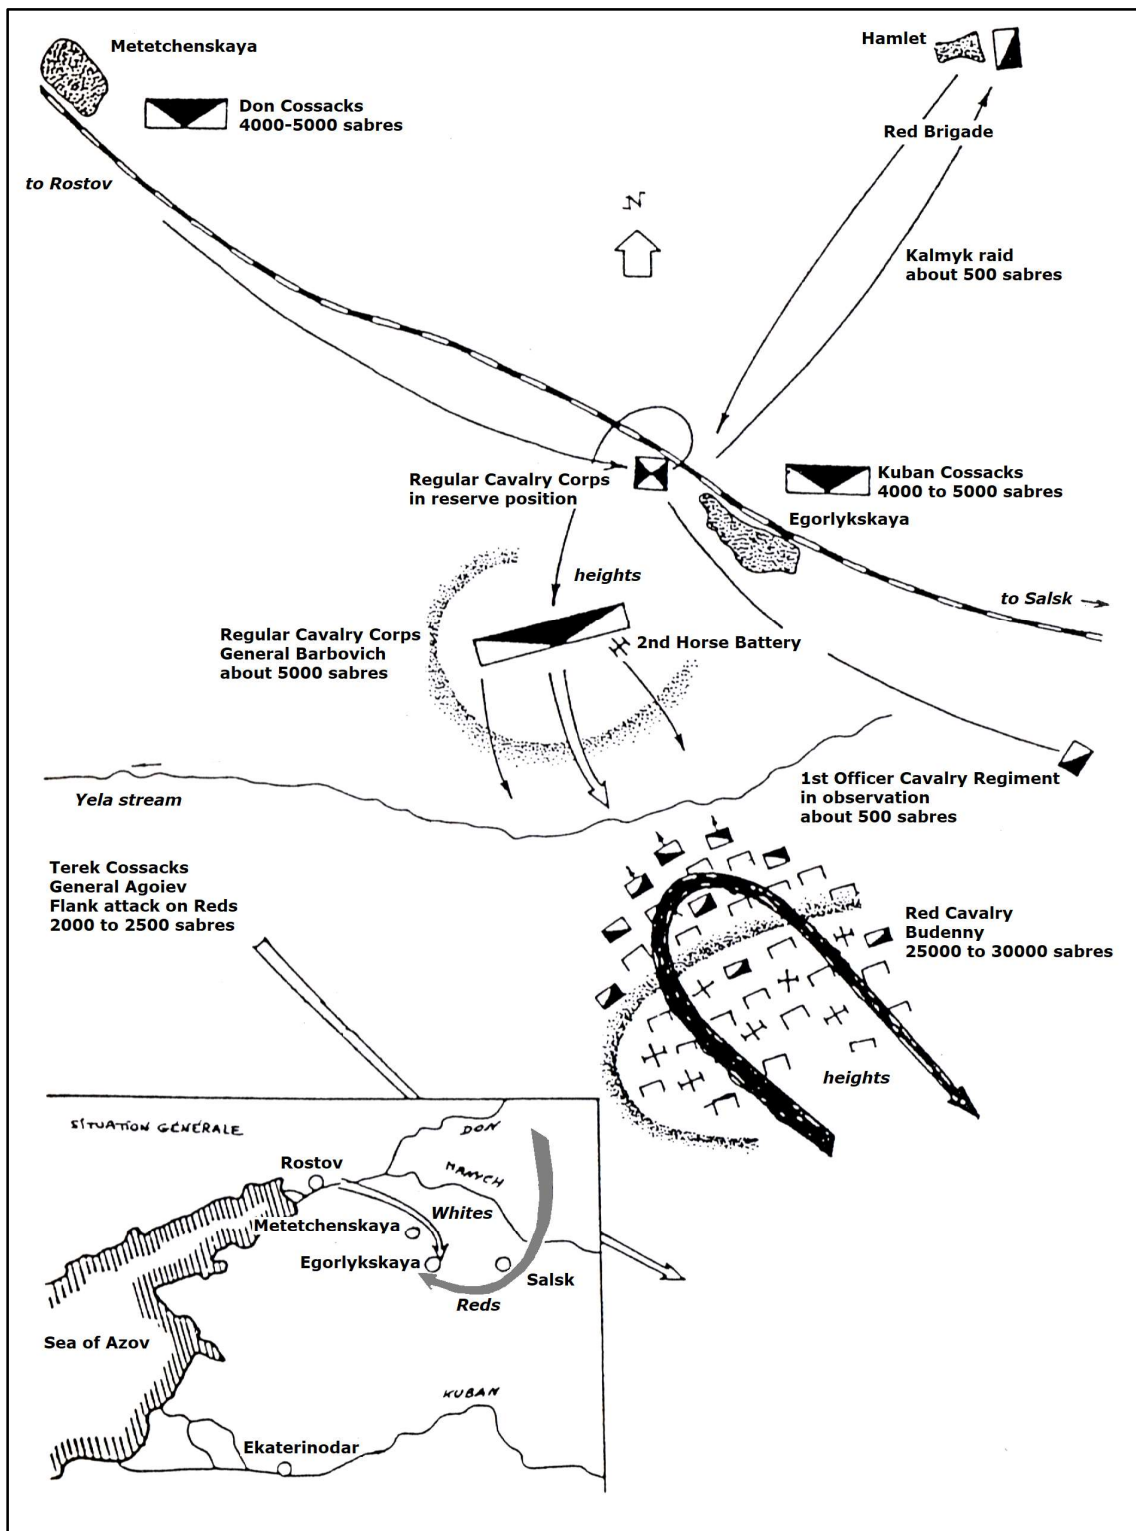 Metetchenskaya
Hamlet
Don Cossacks
4000-5000 sabres
Red Brigade
to Rostov
N
Kalmyk raid
about 500 sabres
Regular Cavalry Corps
in reserve position
Kuban Cossacks
4000 to 5000 sabres
Egorlykskaya
heights
to Salsk
Regular Cavalry Corps
General Barbovich
about 5000 sabres
2nd Horse Battery
Yela stream
1st Officer Cavalry Regiment
in observation
about 500 sabres
Terek Cossacks
General Agoiev
Flank attack on Reds
2000 to 2500 sabres
Red Cavalry
Budenny
25000 to 30000 sabres
heights
SITUATION GÉNÉRALE
DON
Rostov
MANYCH
Whites
Metetchenskaya
Egorlykskaya
Salsk
Reds
Sea of Azov
KUBAN
Ekaterinodar